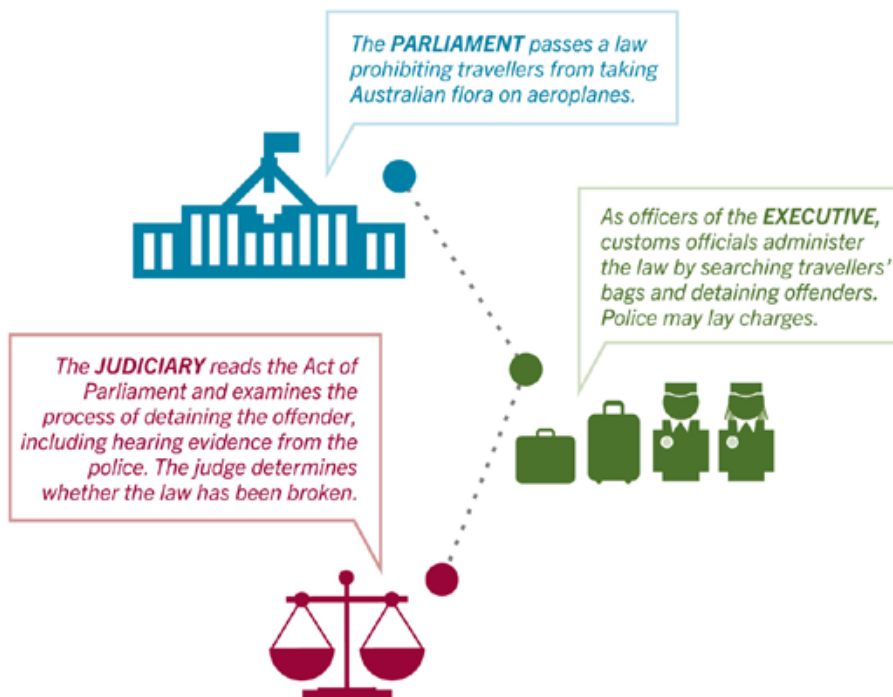 The PARLIAMENT passes a law
prohibiting travellers from taking
Australian flora on aeroplanes.
As officers of the EXECUTIVE,
customs officials administer
the law by searching travellers'
bags and detaining offenders.
Police may lay charges.
The JUDICIARY reads the Act of
Parliament and examines the
process of detaining the offender,
including hearing evidence from the
police. The judge determines
whether the law has been broken.